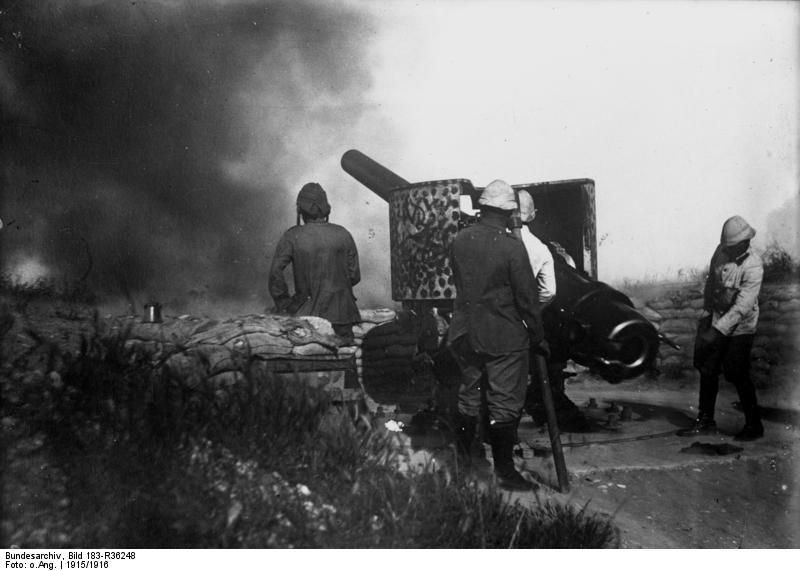 Bundesarchiv, Bild 183-R36248
Foto: o.Ang. | 1915/1916